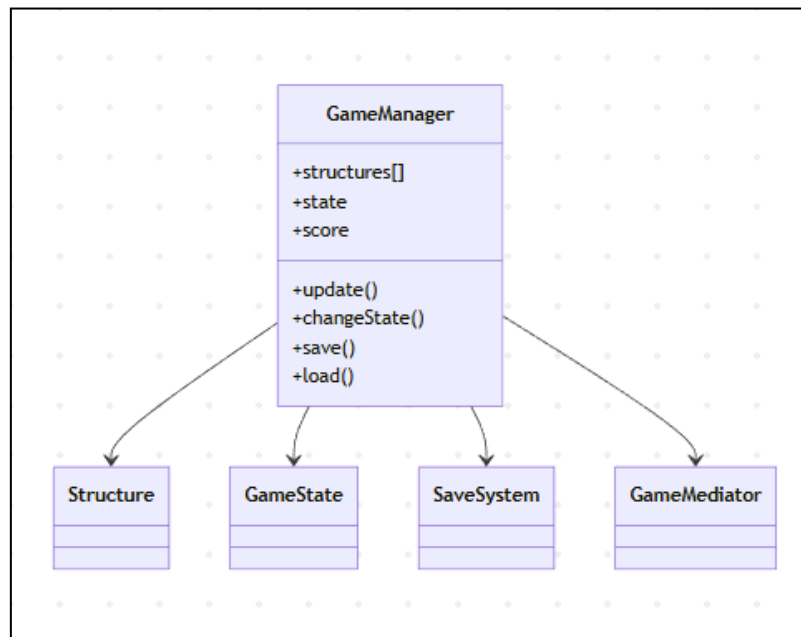 GameManager
+structures[]
+state
+score
+update()
+changeState()
+save()
+load()
Structure
GameState
SaveSystem
GameMediator